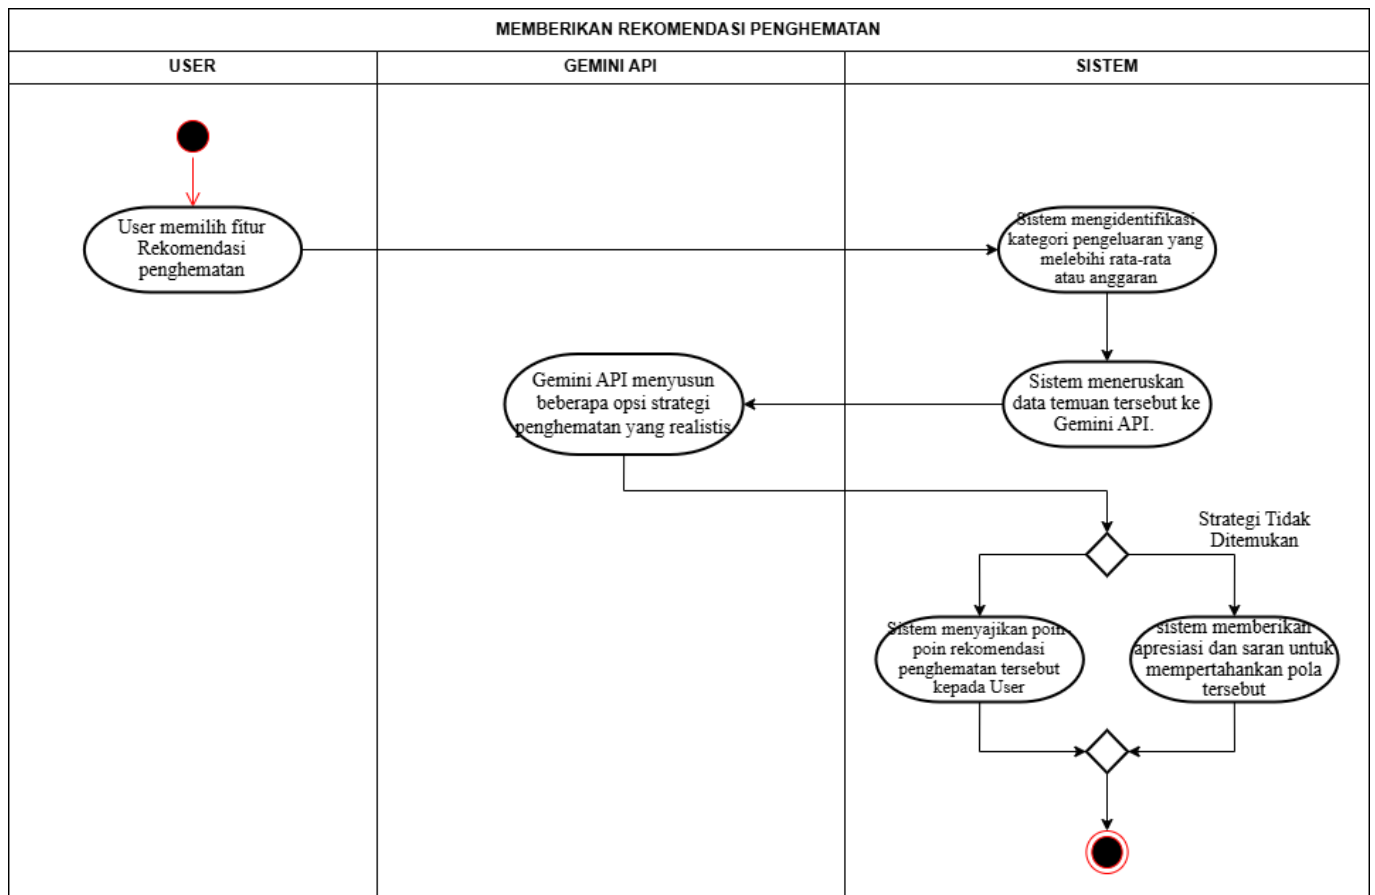 MEMBERIKAN REKOMENDASI PENGHEMATAN
USER
GEMINI API
SISTEM
User memilih fitur
Rekomendasi
penghematan
Sistem mengidentifikasi
kategori pengeluaran yang
melebihi rata-rata
atau anggaran
Gemini API menyusun
beberapa opsi strategi
penghematan yang realistis
Sistem meneruskan
data temuan tersebut ke
Gemini API.
Strategi Tidak
Ditemukan
Sistem menyajikan poin-
poin rekomendasi
penghematan tersebut
kepada User
sistem memberikan
apresiasi dan saran untuk
mempertahankan pola
tersebut